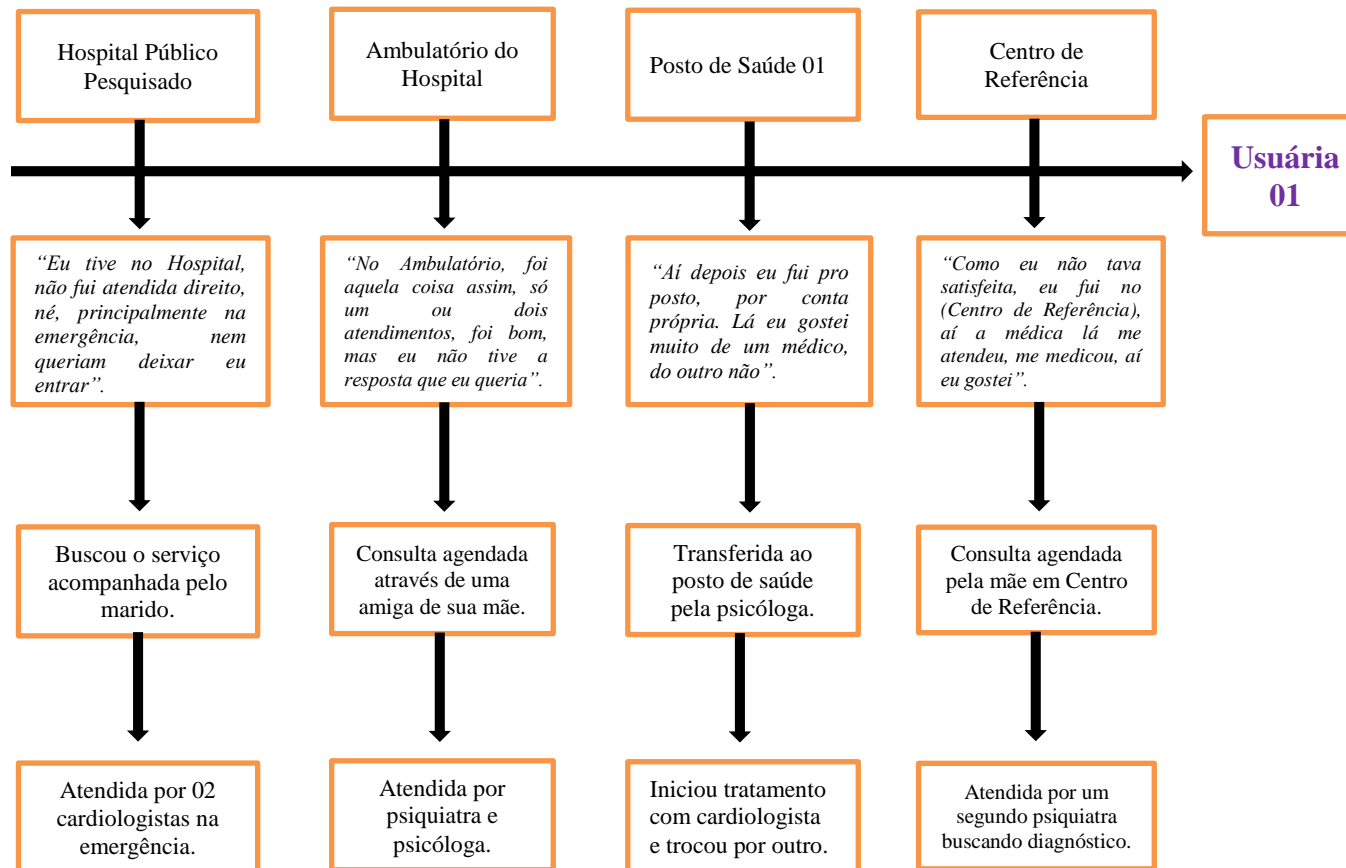 Hospital Público
Pesquisado
Ambulatório do
Hospital
Posto de Saúde 01
Centro de
Referência
Usuária
01
“Eu tive no Hospital,
não fui atendida direito,
né, principalmente na
emergência, nem
queriam deixar eu
entrar”.
“No Ambulatório, foi
aquela coisa assim, só
um ou dois
atendimentos, foi bom,
mas eu não tive a
resposta que eu queria”.
“Aí depois eu fui pro
posto, por conta
própria. Lá eu gostei
muito de um médico,
do outro não”.
“Como eu não tava
satisfeita, eu fui no
(Centro de Referência),
aí a médica lá me
atendeu, me medicou, aí
eu gostei”.
Buscou o serviço
acompanhada pelo
marido.
Consulta agendada
através de uma
amiga de sua mãe.
Transferida ao
posto de saúde
pela psicóloga.
Consulta agendada
pela mãe em Centro
de Referência.
Atendida por 02
cardiologistas na
emergência.
Atendida por
psiquiatra e
psicóloga.
Iniciou tratamento
com cardiologista
e trocou por outro.
Atendida por um
segundo psiquiatra
buscando diagnóstico.